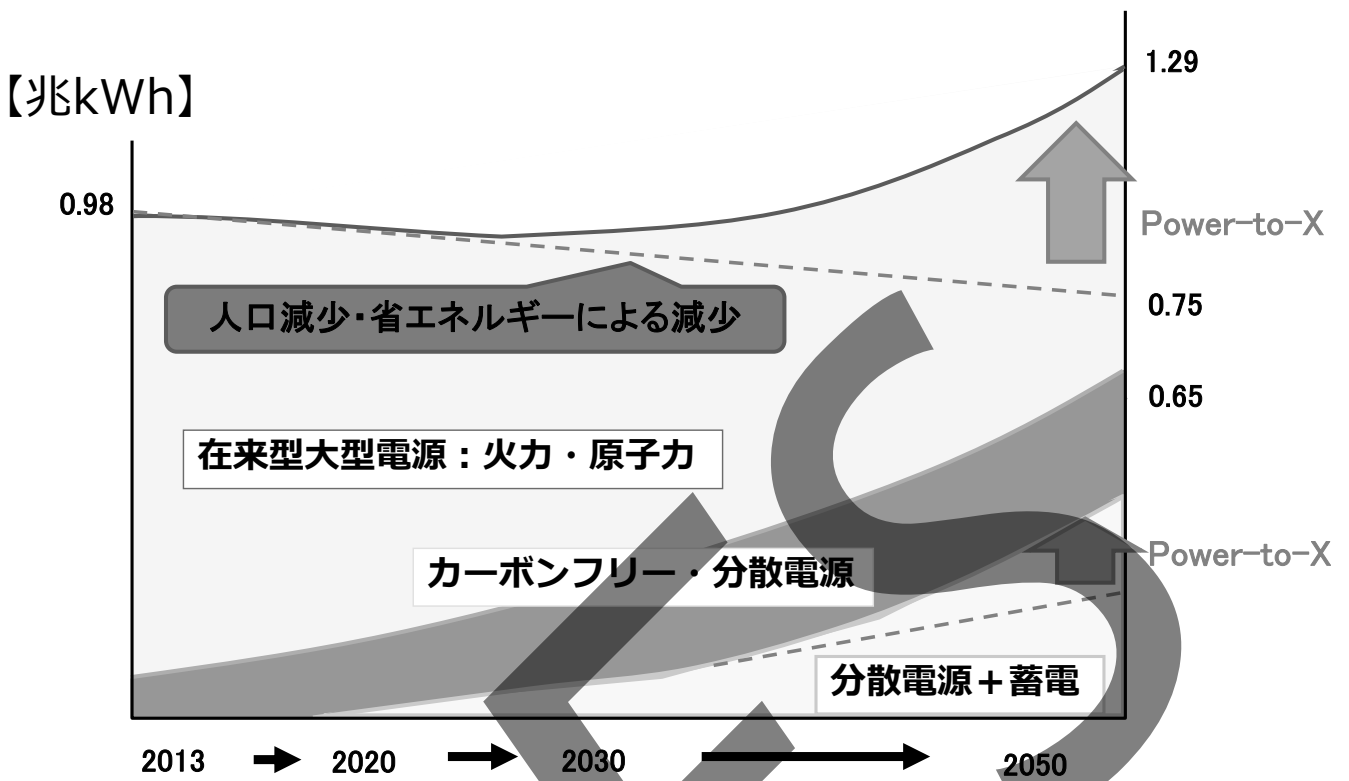 【兆kWh】
1.29
0.98
Power-to-X
0.75
人口減少・省エネルギーによる減少
0.65
在来型大型電源：火力・原子力
カーボンフリー・分散電源
Power-to-X
分散電源＋蓄電
2013
2020
2030
2050